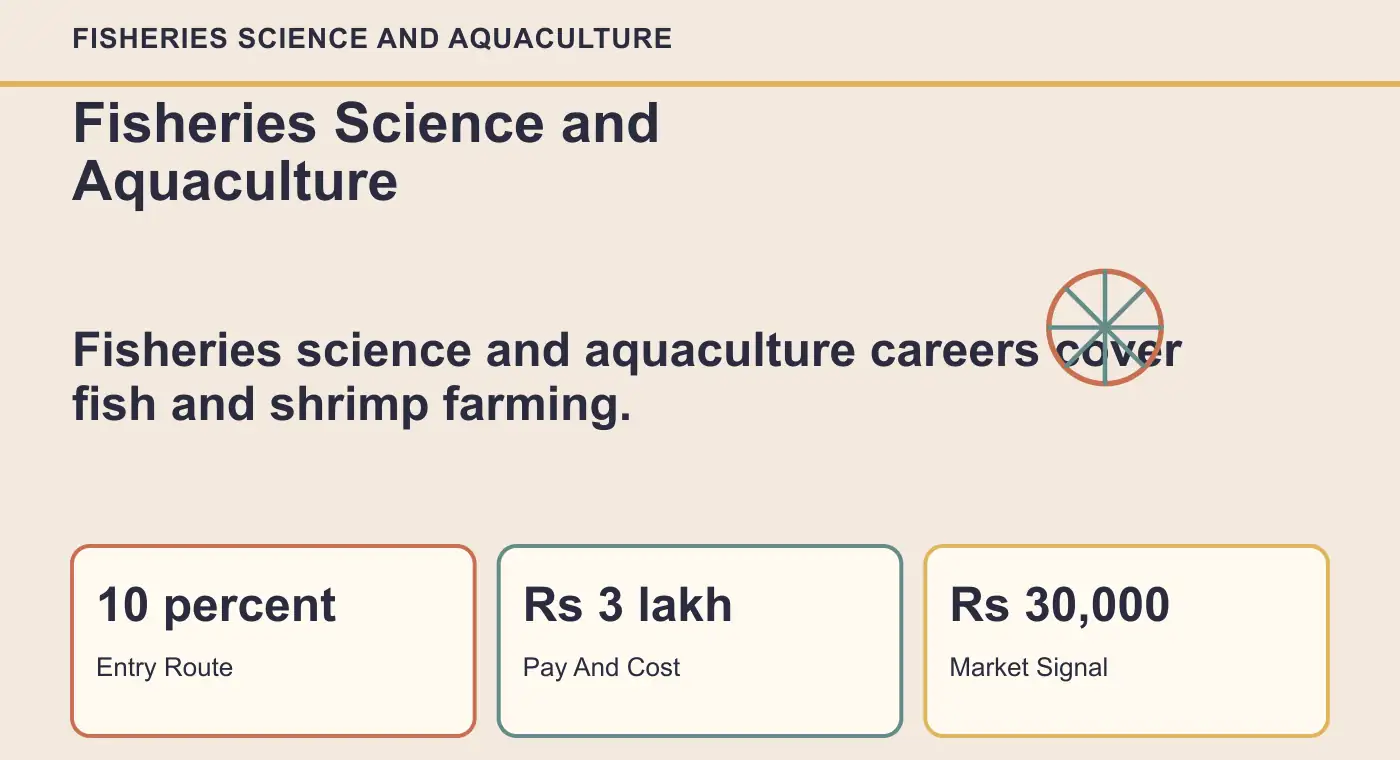 FISHERIES SCIENCE AND AQUACULTURE
Fisheries Science and
Aquaculture
Fisheries science and aquaculture careers cover
fish and shrimp farming.
10 percent
Entry Route
Rs 3 lakh
Pay And Cost
Rs 30,000
Market Signal